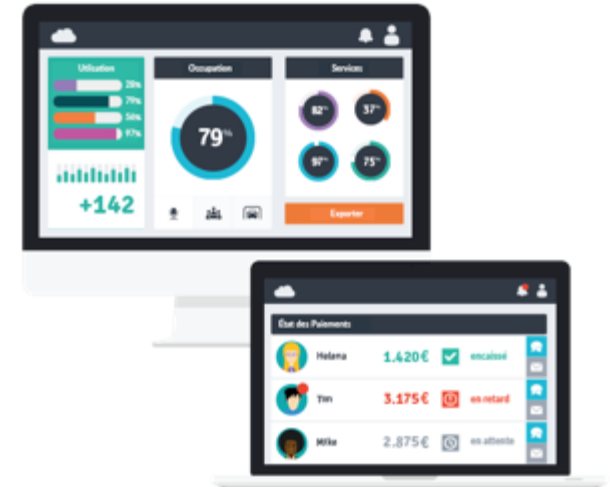 Utilisation
28%
79%
56%
97%
+142
Occupation
79%
Services
82%
37%
97%
75%
Exporter
État des Paiements
Helena 1.420€ encaissé
Tim 3.175€ en retard
Mike 2.875€ en attente